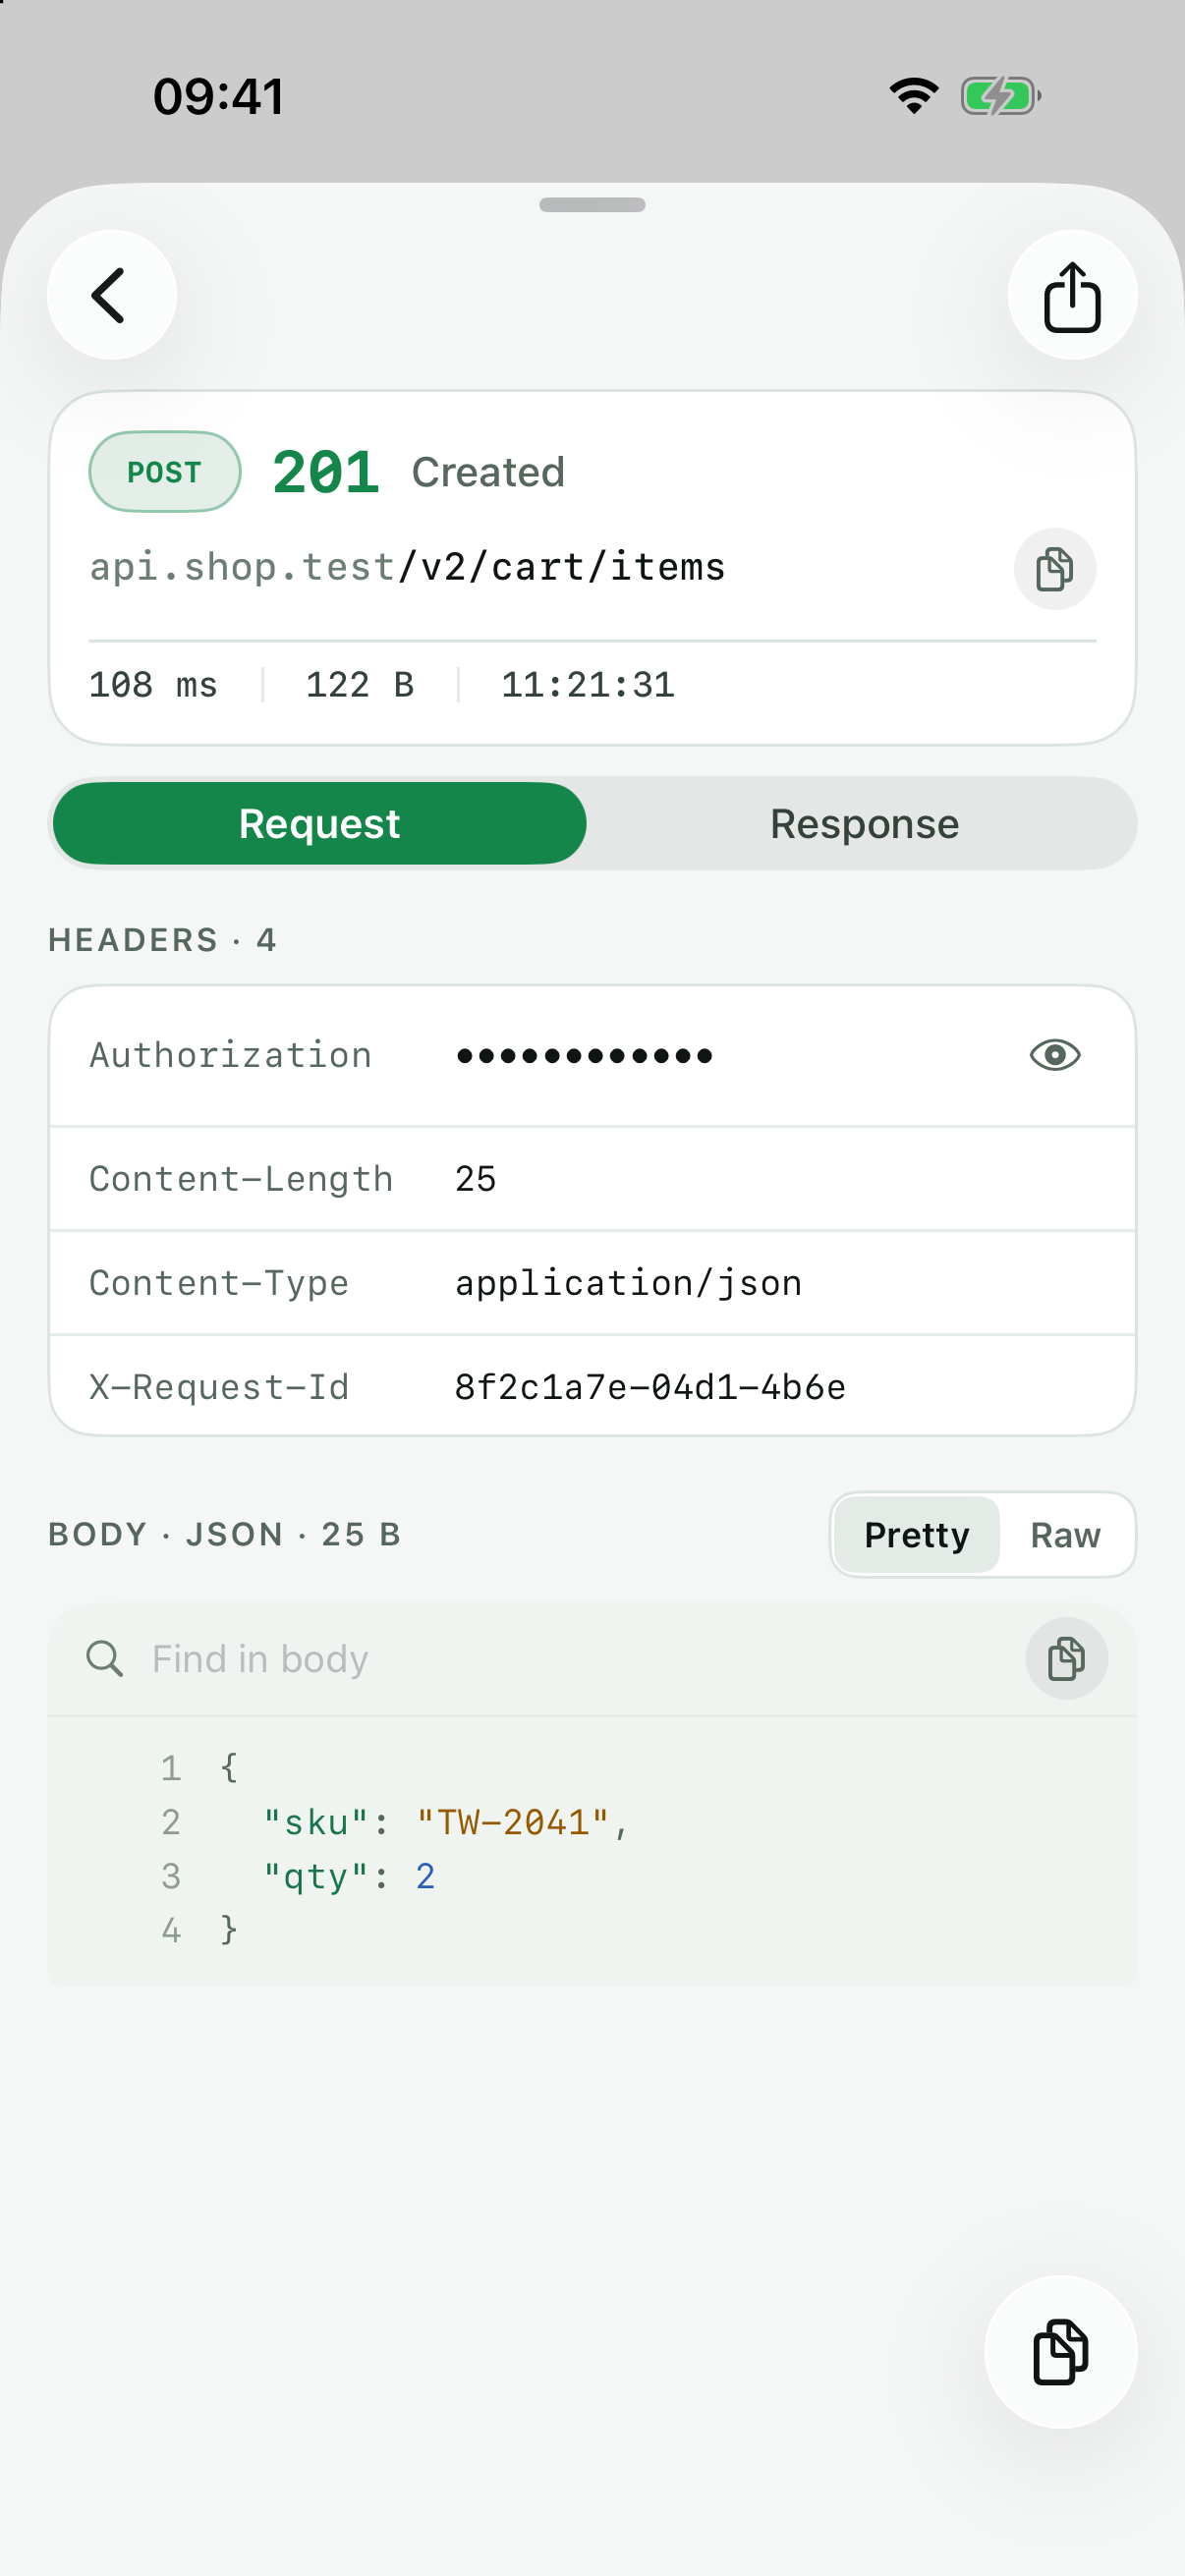 09:41
POST 201 Created
api.shop.test/v2/cart/items
108 ms 122 B 11:21:31
Request Response
HEADERS · 4
Authorization ••••••••••••
Content-Length 25
Content-Type application/json
X-Request-Id 8f2c1a7e-04d1-4b6e
BODY · JSON · 25 B Pretty Raw
Find in body
1 {
2 "sku": "TW-2041",
3 "qty": 2
4 }